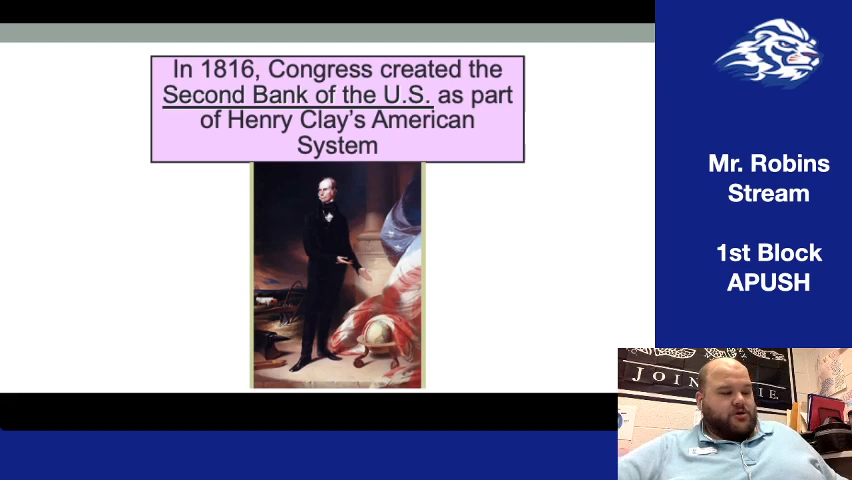 In 1816, Congress created the
Second Bank of the U.S. as part
of Henry Clay's American
System
Mr. Robins
Stream
1st Block
APUSH
JOIN
IE.